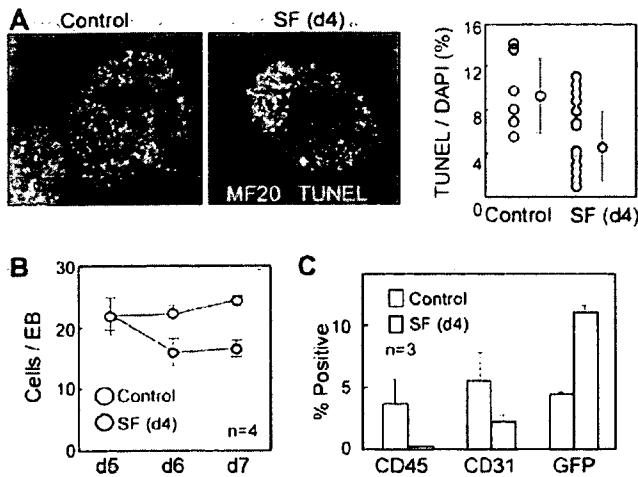 A Control SF (d4)
MF20 TUNEL
TUNEL / DAPI (%)
16
12
8
4
0
Control SF (d4)
B
Cells / EB
30
20
10
0
Control
SF (d4)
n=4
d5 d6 d7
C
% Positive
10
5
0
Control
SF (d4)
n=3
CD45 CD31 GFP